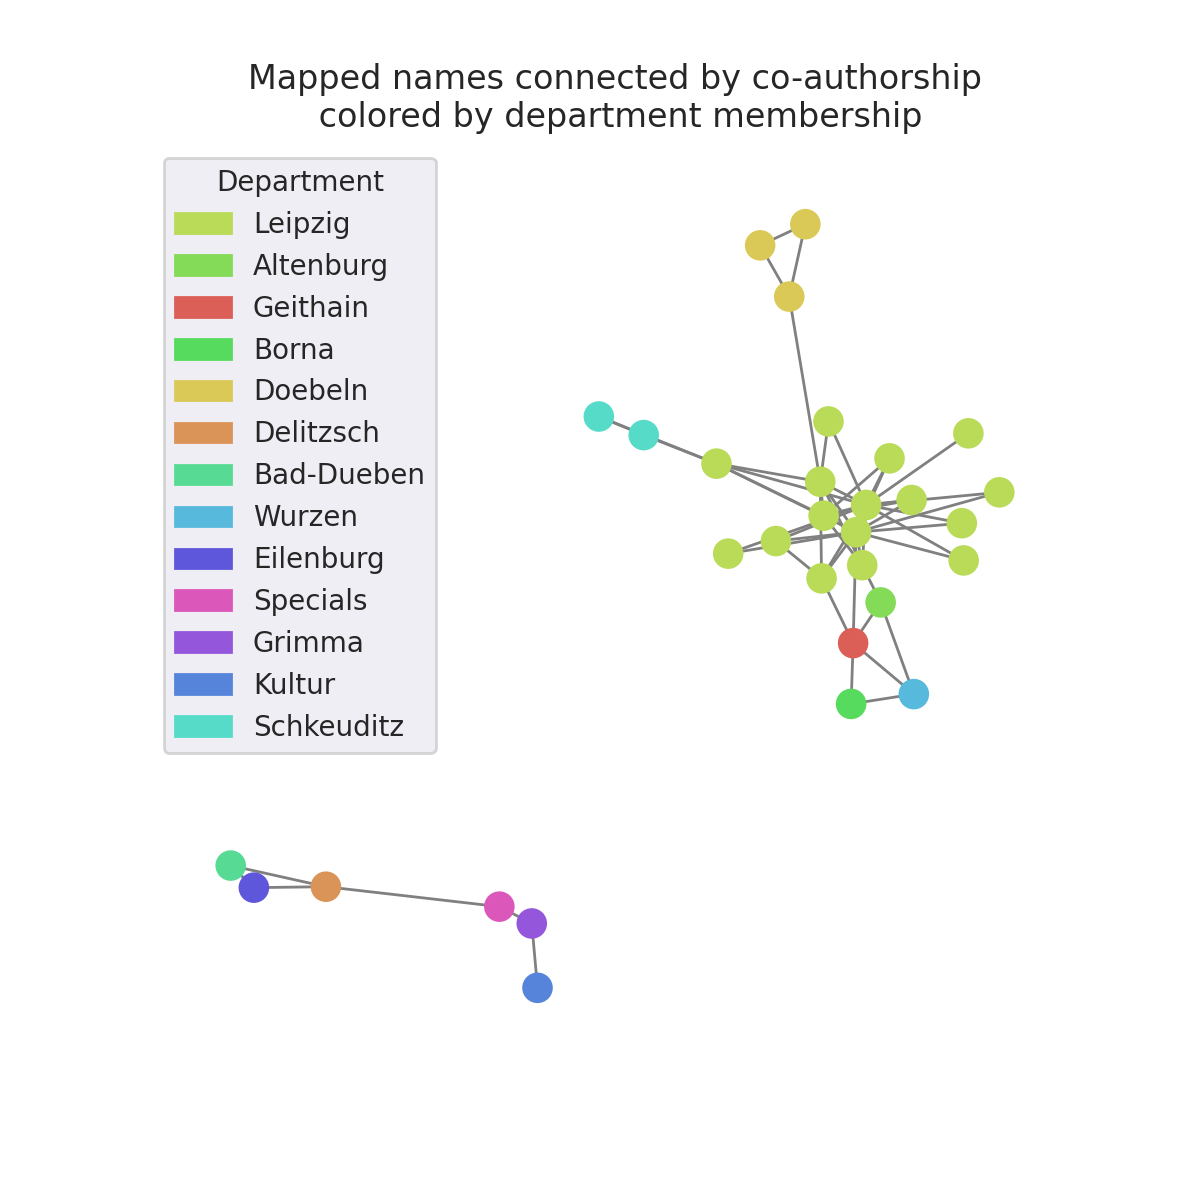 Mapped names connected by co-authorship
colored by department membership
Department
Leipzig
Altenburg
Geithain
Borna
Doebeln
Delitzsch
Bad-Dueben
Wurzen
Eilenburg
Specials
Grimma
Kultur
Schkeuditz